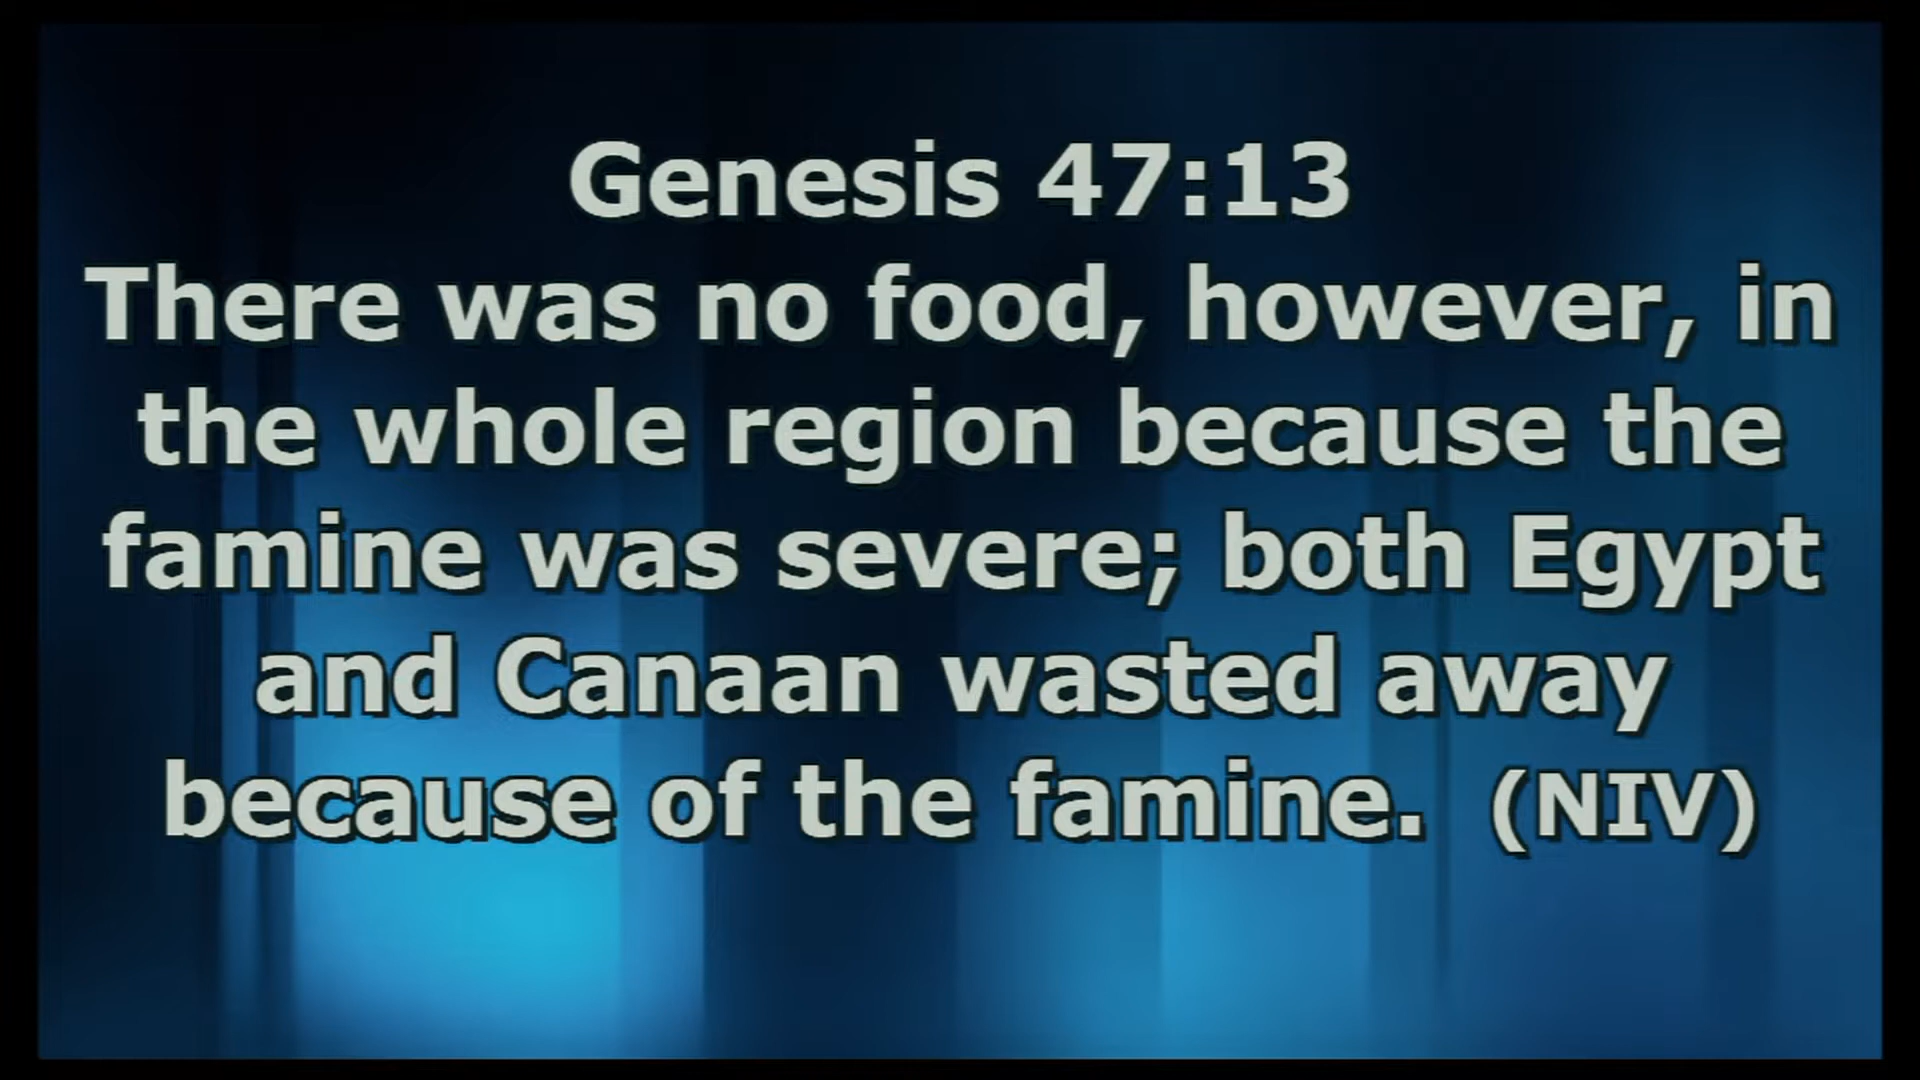 Genesis 47:13
There was no food, however, in
the whole region because the
famine was severe; both Egypt
and Canaan wasted away
because of the famine.  (NIV)